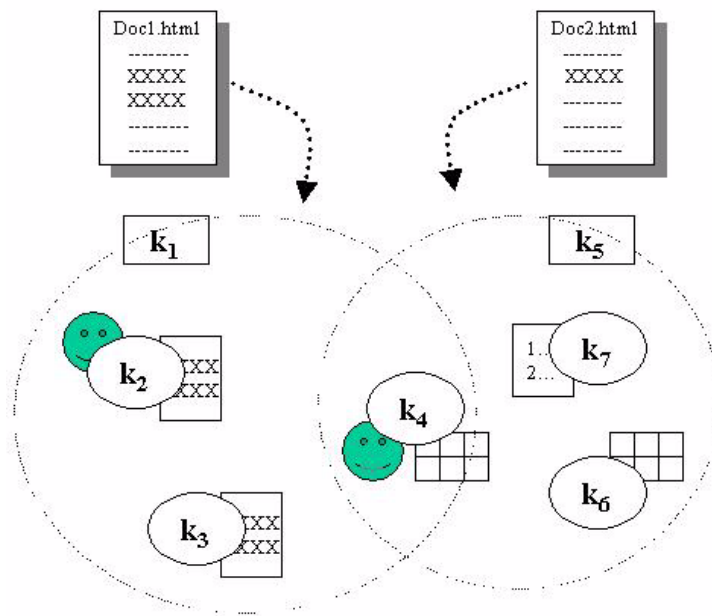 Doc1.html
--------
XXXX
XXXX
--------
--------
Doc2.html
--------
XXXX
--------
--------
--------
k1
k5
k2
XX
XX
1...
2...
k7
k4
k3
XXX
XXX
k6